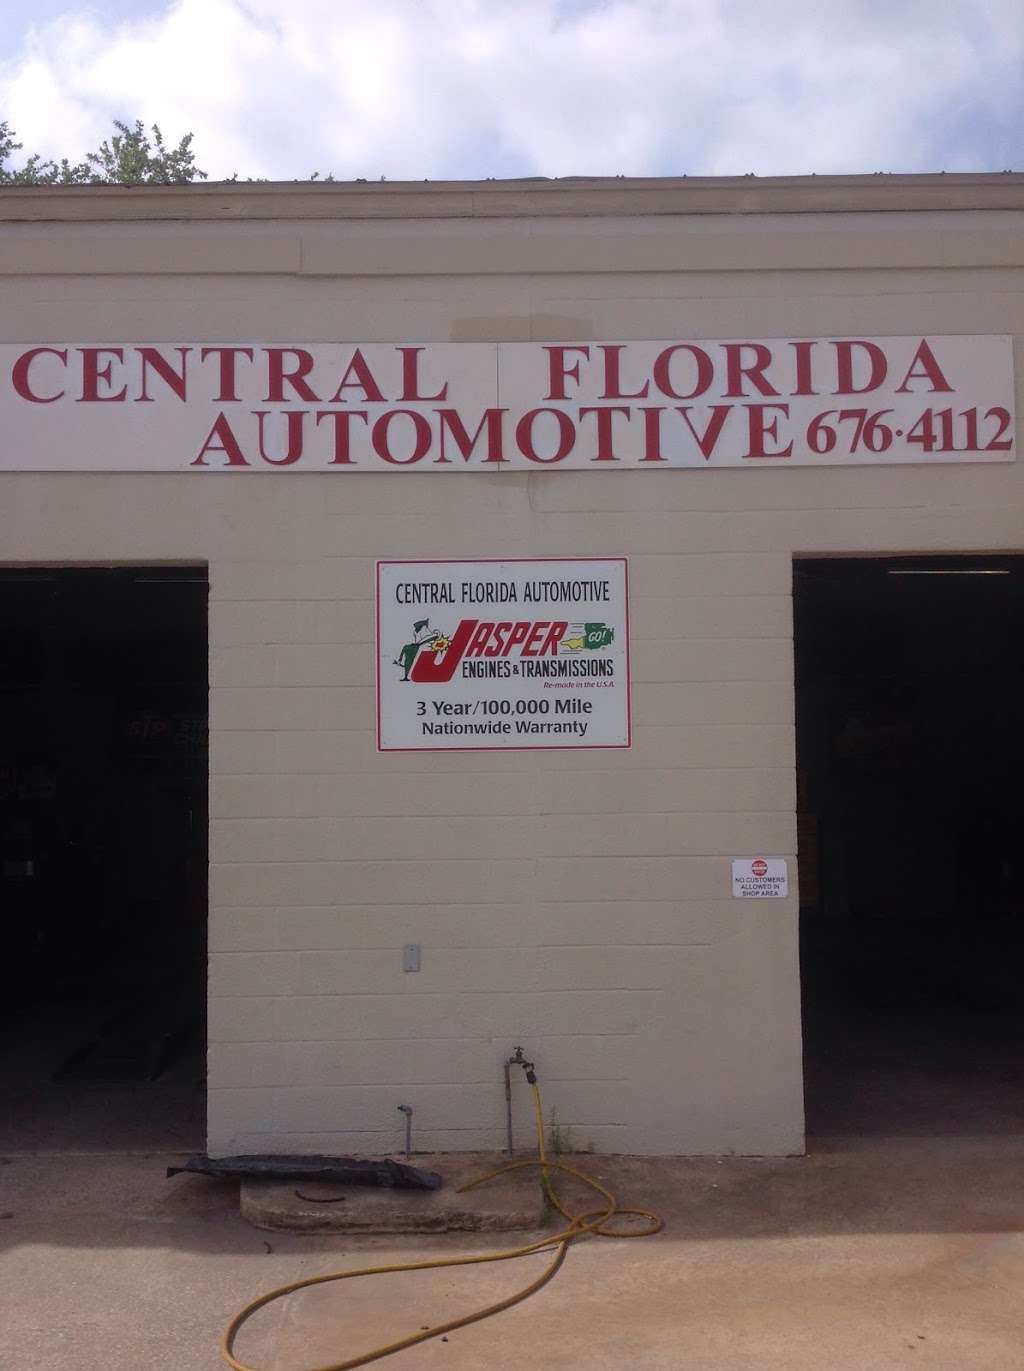 CENTRAL FLORIDA
AUTOMOTIVE 676·4112
CENTRAL FLORIDA AUTOMOTIVE
JASPER GO!
ENGINES & TRANSMISSIONS
Re-made in the U.S.A
3 Year/100,000 Mile
Nationwide Warranty
NO CUSTOMERS
ALLOWED IN
SHOP AREA
STP